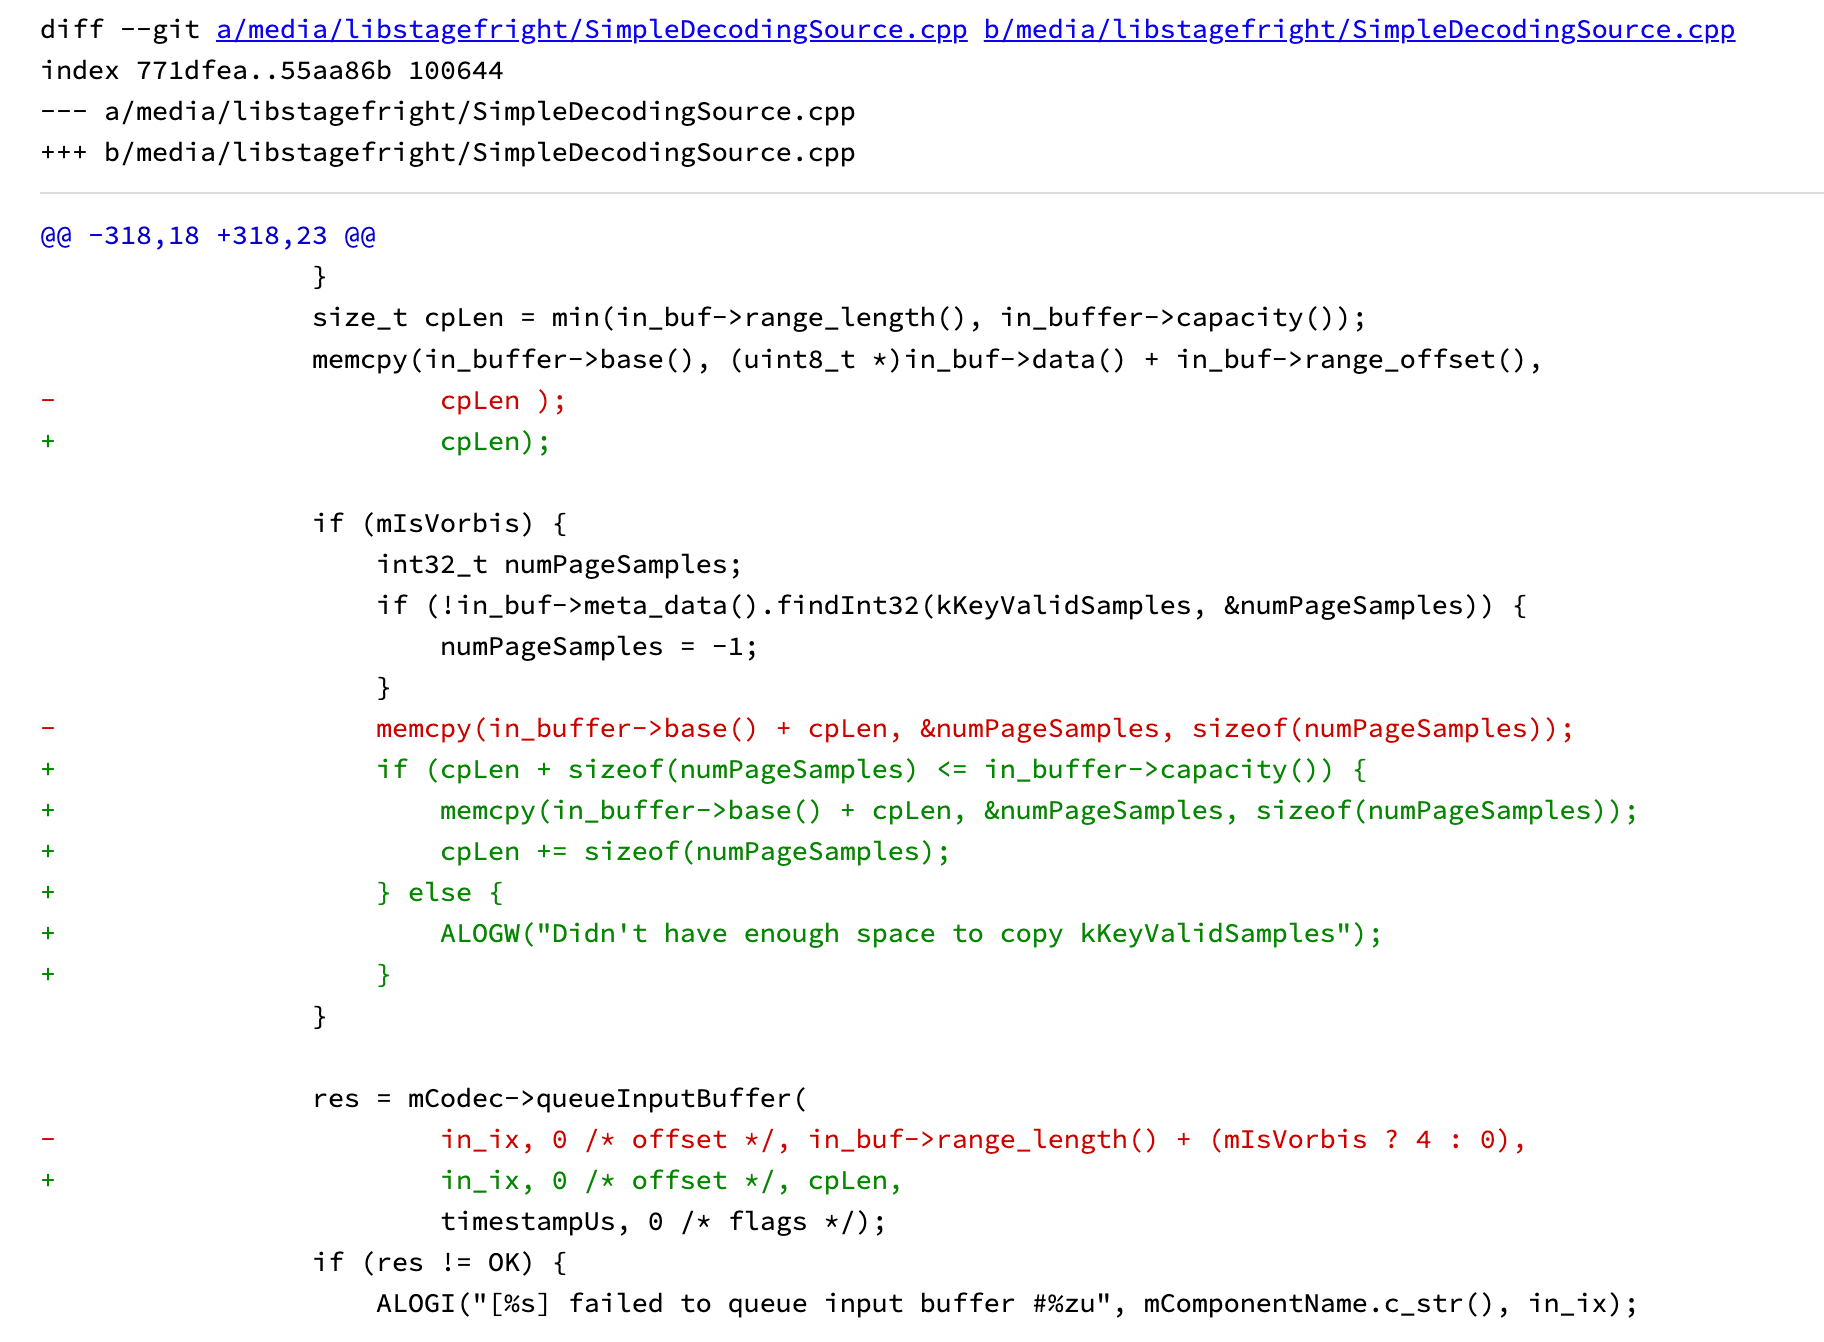 diff --git a/media/libstagefright/SimpleDecodingSource.cpp b/media/libstagefright/SimpleDecodingSource.cpp
index 771dfea..55aa86b 100644
--- a/media/libstagefright/SimpleDecodingSource.cpp
+++ b/media/libstagefright/SimpleDecodingSource.cpp
@@ -318,18 +318,23 @@
                 }
                 size_t cpLen = min(in_buf->range_length(), in_buffer->capacity());
                 memcpy(in_buffer->base(), (uint8_t *)in_buf->data() + in_buf->range_offset(),
-                        cpLen );
+                        cpLen);

                 if (mIsVorbis) {
                     int32_t numPageSamples;
                     if (!in_buf->meta_data().findInt32(kKeyValidSamples, &numPageSamples)) {
                         numPageSamples = -1;
                     }
-                    memcpy(in_buffer->base() + cpLen, &numPageSamples, sizeof(numPageSamples));
+                    if (cpLen + sizeof(numPageSamples) <= in_buffer->capacity()) {
+                        memcpy(in_buffer->base() + cpLen, &numPageSamples, sizeof(numPageSamples));
+                        cpLen += sizeof(numPageSamples);
+                    } else {
+                        ALOGW("Didn't have enough space to copy kKeyValidSamples");
+                    }
                 }

                 res = mCodec->queueInputBuffer(
-                        in_ix, 0 /* offset */, in_buf->range_length() + (mIsVorbis ? 4 : 0),
+                        in_ix, 0 /* offset */, cpLen,
                         timestampUs, 0 /* flags */);
                 if (res != OK) {
                     ALOGI("[%s] failed to queue input buffer #%zu", mComponentName.c_str(), in_ix);